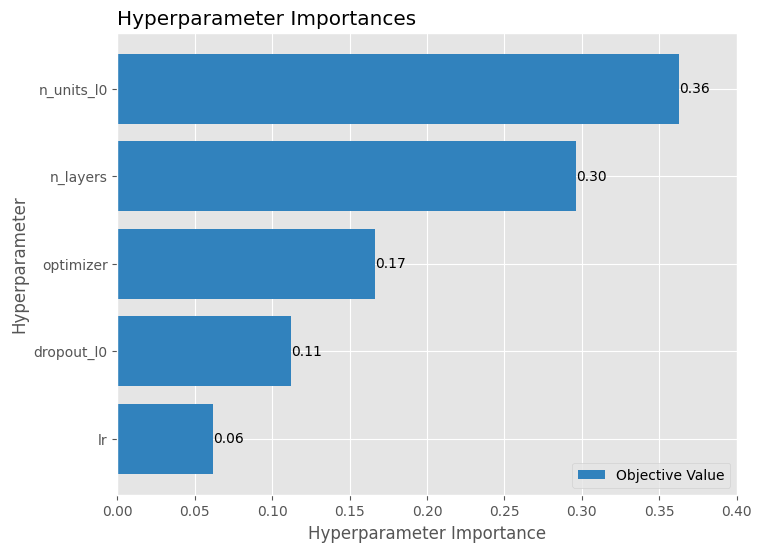 Hyperparameter Importances
n_units_l0
0.36
n_layers
0.30
optimizer
0.17
dropout_l0
0.11
lr
0.06
Hyperparameter
Objective Value
0.00 0.05 0.10 0.15 0.20 0.25 0.30 0.35 0.40
Hyperparameter Importance